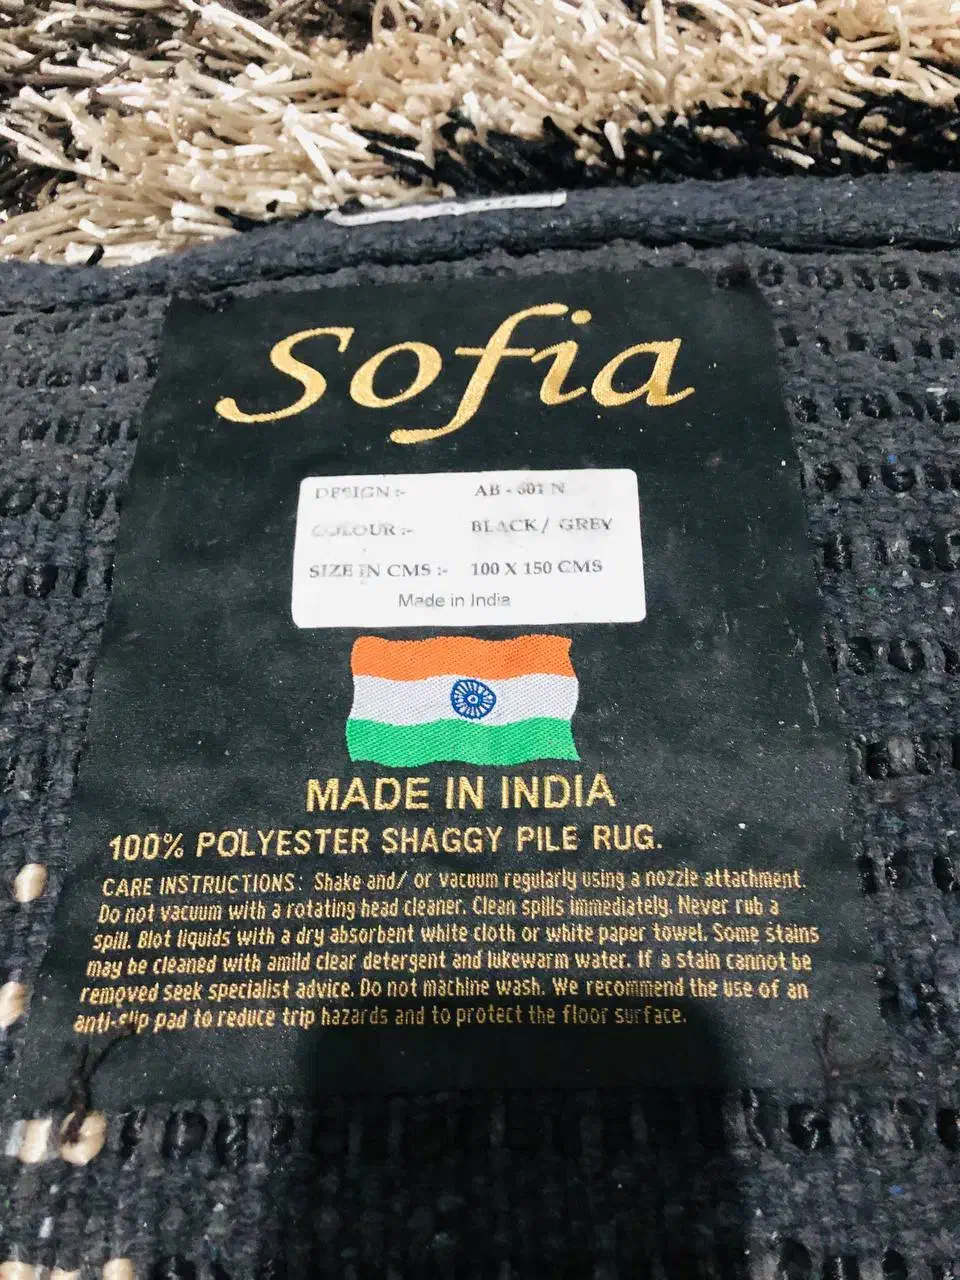 Sofia
DESIGN :- AB - 601 N
COLOUR :- BLACK / GREY
SIZE IN CMS :- 100 X 150 CMS
Made in India
MADE IN INDIA
100% POLYESTER SHAGGY PILE RUG.
CARE INSTRUCTIONS: Shake and/ or vacuum regularly using a nozzle attachment.
Do not vacuum with a rotating head cleaner. Clean spills immediately. Never rub a
spill. Blot liquids with a dry absorbent white cloth or white paper towel. Some stains
may be cleaned with amild clear detergent and lukewarm water. If a stain cannot be
removed seek specialist advice. Do not machine wash. We recommend the use of an
anti-slip pad to reduce trip hazards and to protect the floor surface.